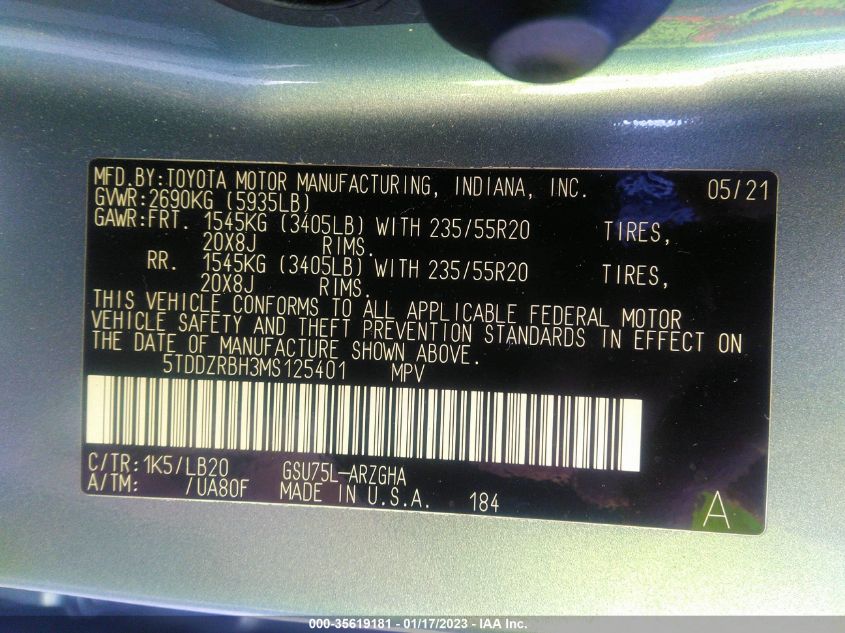 MFD.BY:TOYOTA MOTOR MANUFACTURING, INDIANA, INC. 05/21
GVWR:2690KG (5935LB)
GAWR:FRT. 1545KG (3405LB) WITH 235/55R20 TIRES,
20X8J RIMS.
RR. 1545KG (3405LB) WITH 235/55R20 TIRES,
20X8J RIMS.
THIS VEHICLE CONFORMS TO ALL APPLICABLE FEDERAL MOTOR
VEHICLE SAFETY AND THEFT PREVENTION STANDARDS IN EFFECT ON
THE DATE OF MANUFACTURE SHOWN ABOVE.
5TDDZRBH3MS125401 MPV
C/TR:1K5/LB20 GSU75L-ARZGHA
A/TM: /UA80F MADE IN U.S.A. 184
A
000-35619181 - 01/17/2023 - IAA Inc.